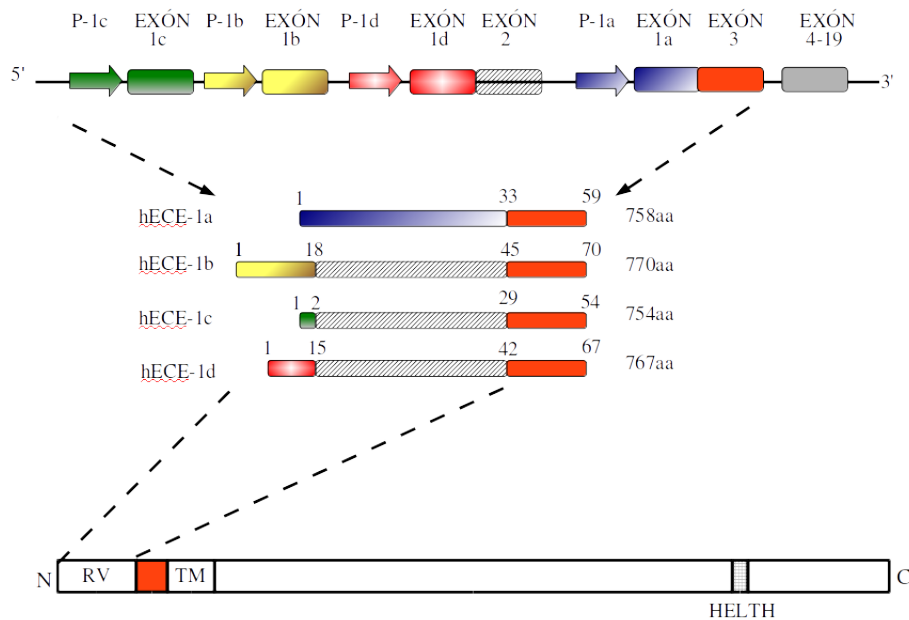 P-1c EXÓN 1c P-1b EXÓN 1b P-1d EXÓN 1d EXÓN 2 P-1a EXÓN 1a EXÓN 3 EXÓN 4-19
5' 3'
hECE-1a 1 33 59 758aa
hECE-1b 1 18 45 70 770aa
hECE-1c 1 2 29 54 754aa
hECE-1d 1 15 42 67 767aa
N RV TM C
HELTH